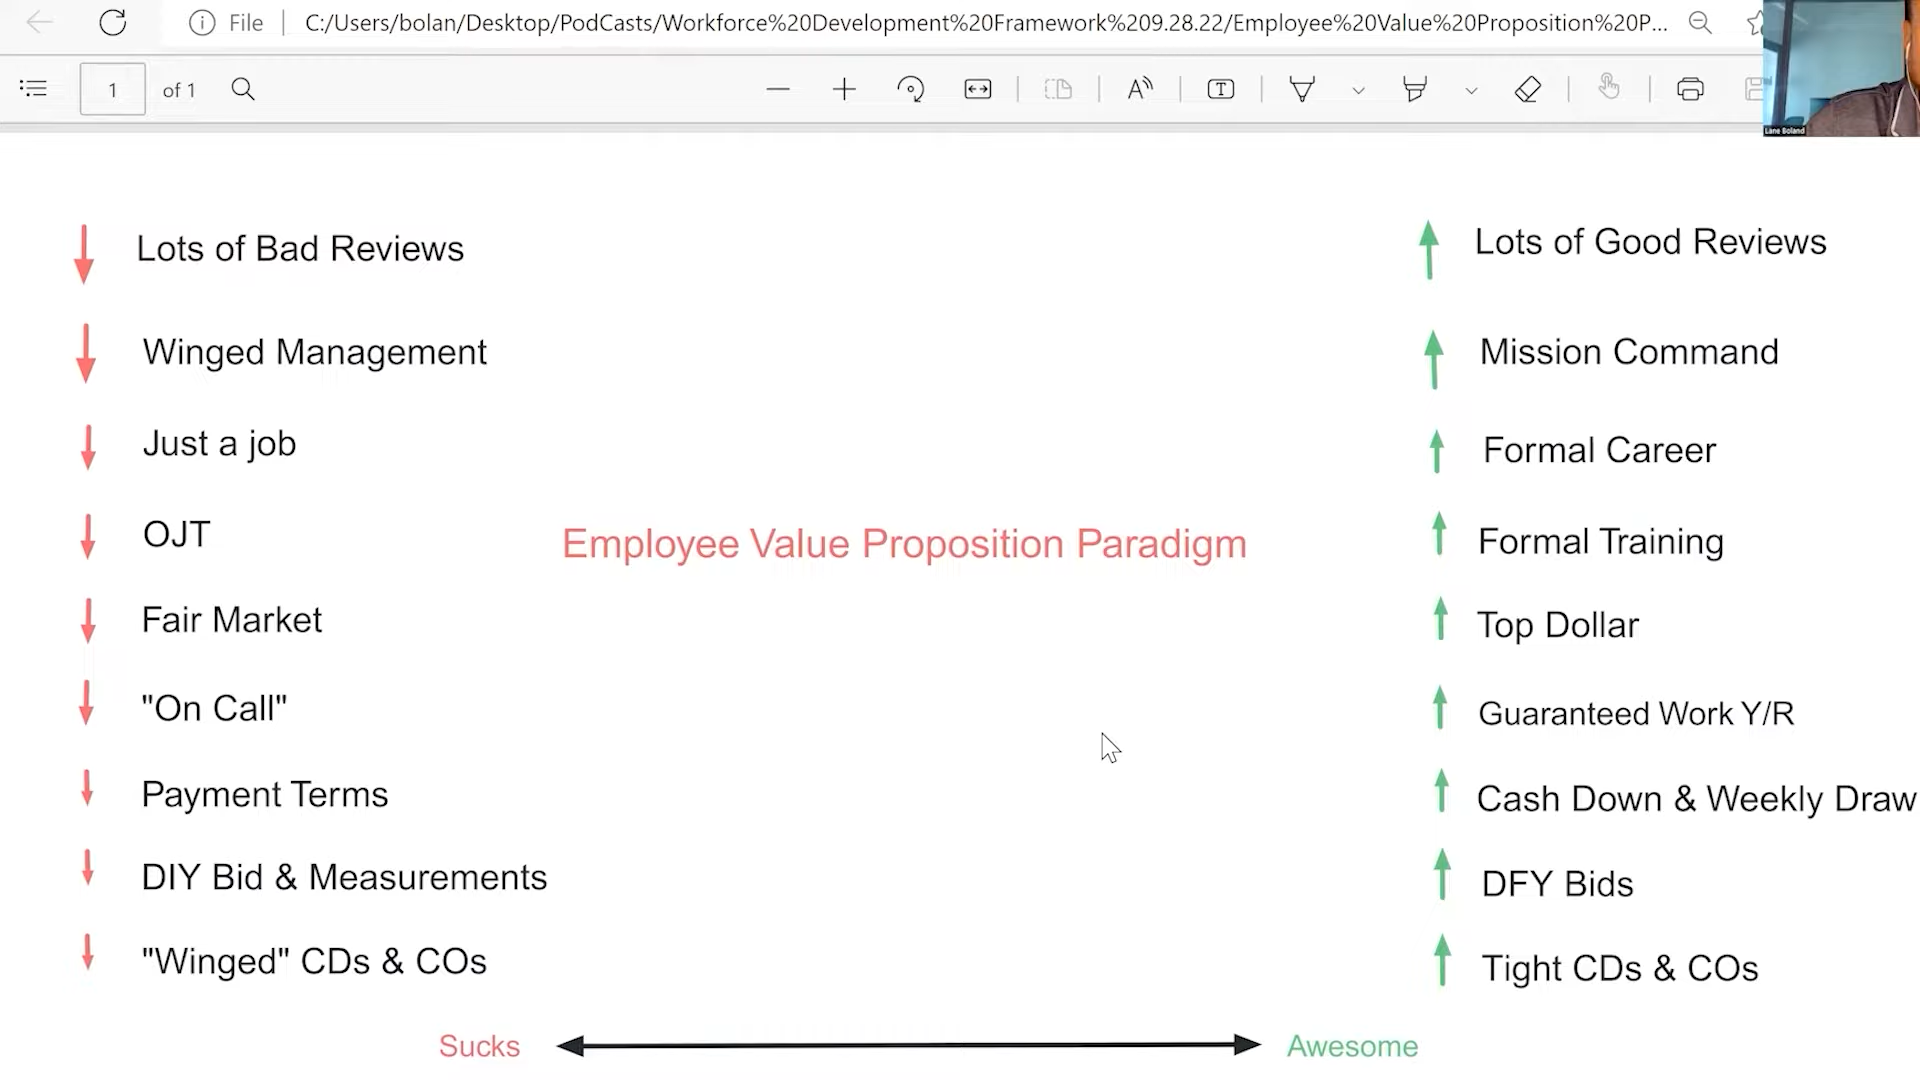 File
C:/Users/bolan/Desktop/PodCasts/Workforce%20Development%20Framework%209.28.22/Employee%20Value%20Proposition%20P...
1 of 1
Lane Boland
Lots of Bad Reviews
Winged Management
Just a job
OJT
Fair Market
"On Call"
Payment Terms
DIY Bid & Measurements
"Winged" CDs & COs
Employee Value Proposition Paradigm
Lots of Good Reviews
Mission Command
Formal Career
Formal Training
Top Dollar
Guaranteed Work Y/R
Cash Down & Weekly Draw
DFY Bids
Tight CDs & COs
Sucks
Awesome